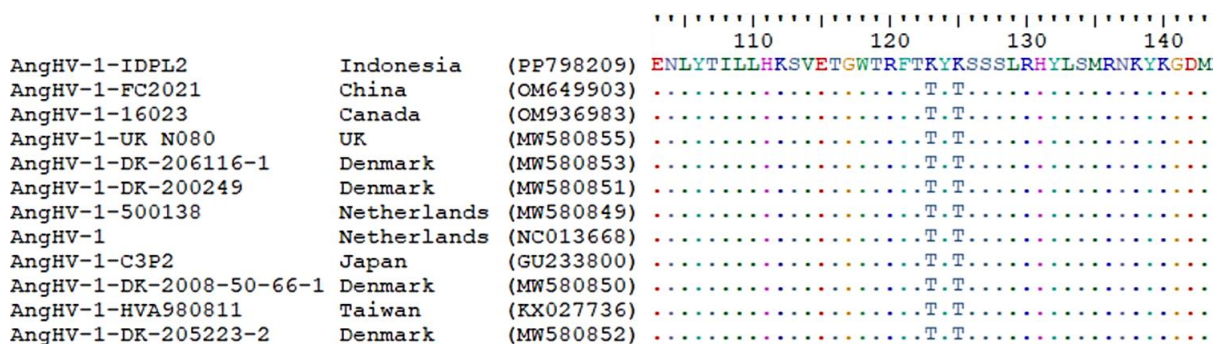 ''|''''|''''|''''|''''|''''|''''|''''|'''
110 120 130 140
AngHV-1-IDPL2 Indonesia (PP798209) ENLYTILLHKSVETGWTRFTKYKSSSLRHYLSMRNKYKGDM
AngHV-1-FC2021 China (OM649903) ....................T.T..................
AngHV-1-16023 Canada (OM936983) ....................T.T..................
AngHV-1-UK N080 UK (MW580855) ....................T.T..................
AngHV-1-DK-206116-1 Denmark (MW580853) ....................T.T..................
AngHV-1-DK-200249 Denmark (MW580851) ....................T.T..................
AngHV-1-500138 Netherlands (MW580849) ....................T.T..................
AngHV-1 Netherlands (NC013668) ....................T.T..................
AngHV-1-C3P2 Japan (GU233800) ....................T.T..................
AngHV-1-DK-2008-50-66-1 Denmark (MW580850) ....................T.T..................
AngHV-1-HVA980811 Taiwan (KX027736) ....................T.T..................
AngHV-1-DK-205223-2 Denmark (MW580852) ....................T.T..................